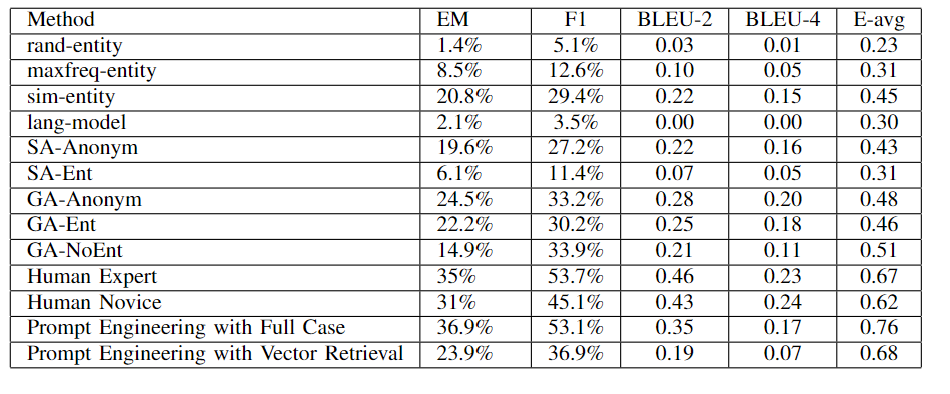 Method EM F1 BLEU-2 BLEU-4 E-avg
rand-entity 1.4% 5.1% 0.03 0.01 0.23
maxfreq-entity 8.5% 12.6% 0.10 0.05 0.31
sim-entity 20.8% 29.4% 0.22 0.15 0.45
lang-model 2.1% 3.5% 0.00 0.00 0.30
SA-Anonym 19.6% 27.2% 0.22 0.16 0.43
SA-Ent 6.1% 11.4% 0.07 0.05 0.31
GA-Anonym 24.5% 33.2% 0.28 0.20 0.48
GA-Ent 22.2% 30.2% 0.25 0.18 0.46
GA-NoEnt 14.9% 33.9% 0.21 0.11 0.51
Human Expert 35% 53.7% 0.46 0.23 0.67
Human Novice 31% 45.1% 0.43 0.24 0.62
Prompt Engineering with Full Case 36.9% 53.1% 0.35 0.17 0.76
Prompt Engineering with Vector Retrieval 23.9% 36.9% 0.19 0.07 0.68